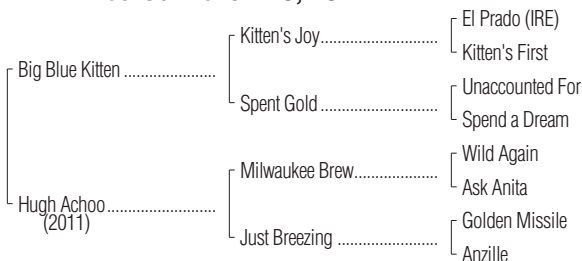 El Prado (IRE)
Kitten's Joy
Kitten's First
Big Blue Kitten
Unaccounted For
Spent Gold
Spend a Dream
Wild Again
Milwaukee Brew
Ask Anita
Hugh Achoo
(2011)
Golden Missile
Just Breezing
Anzille